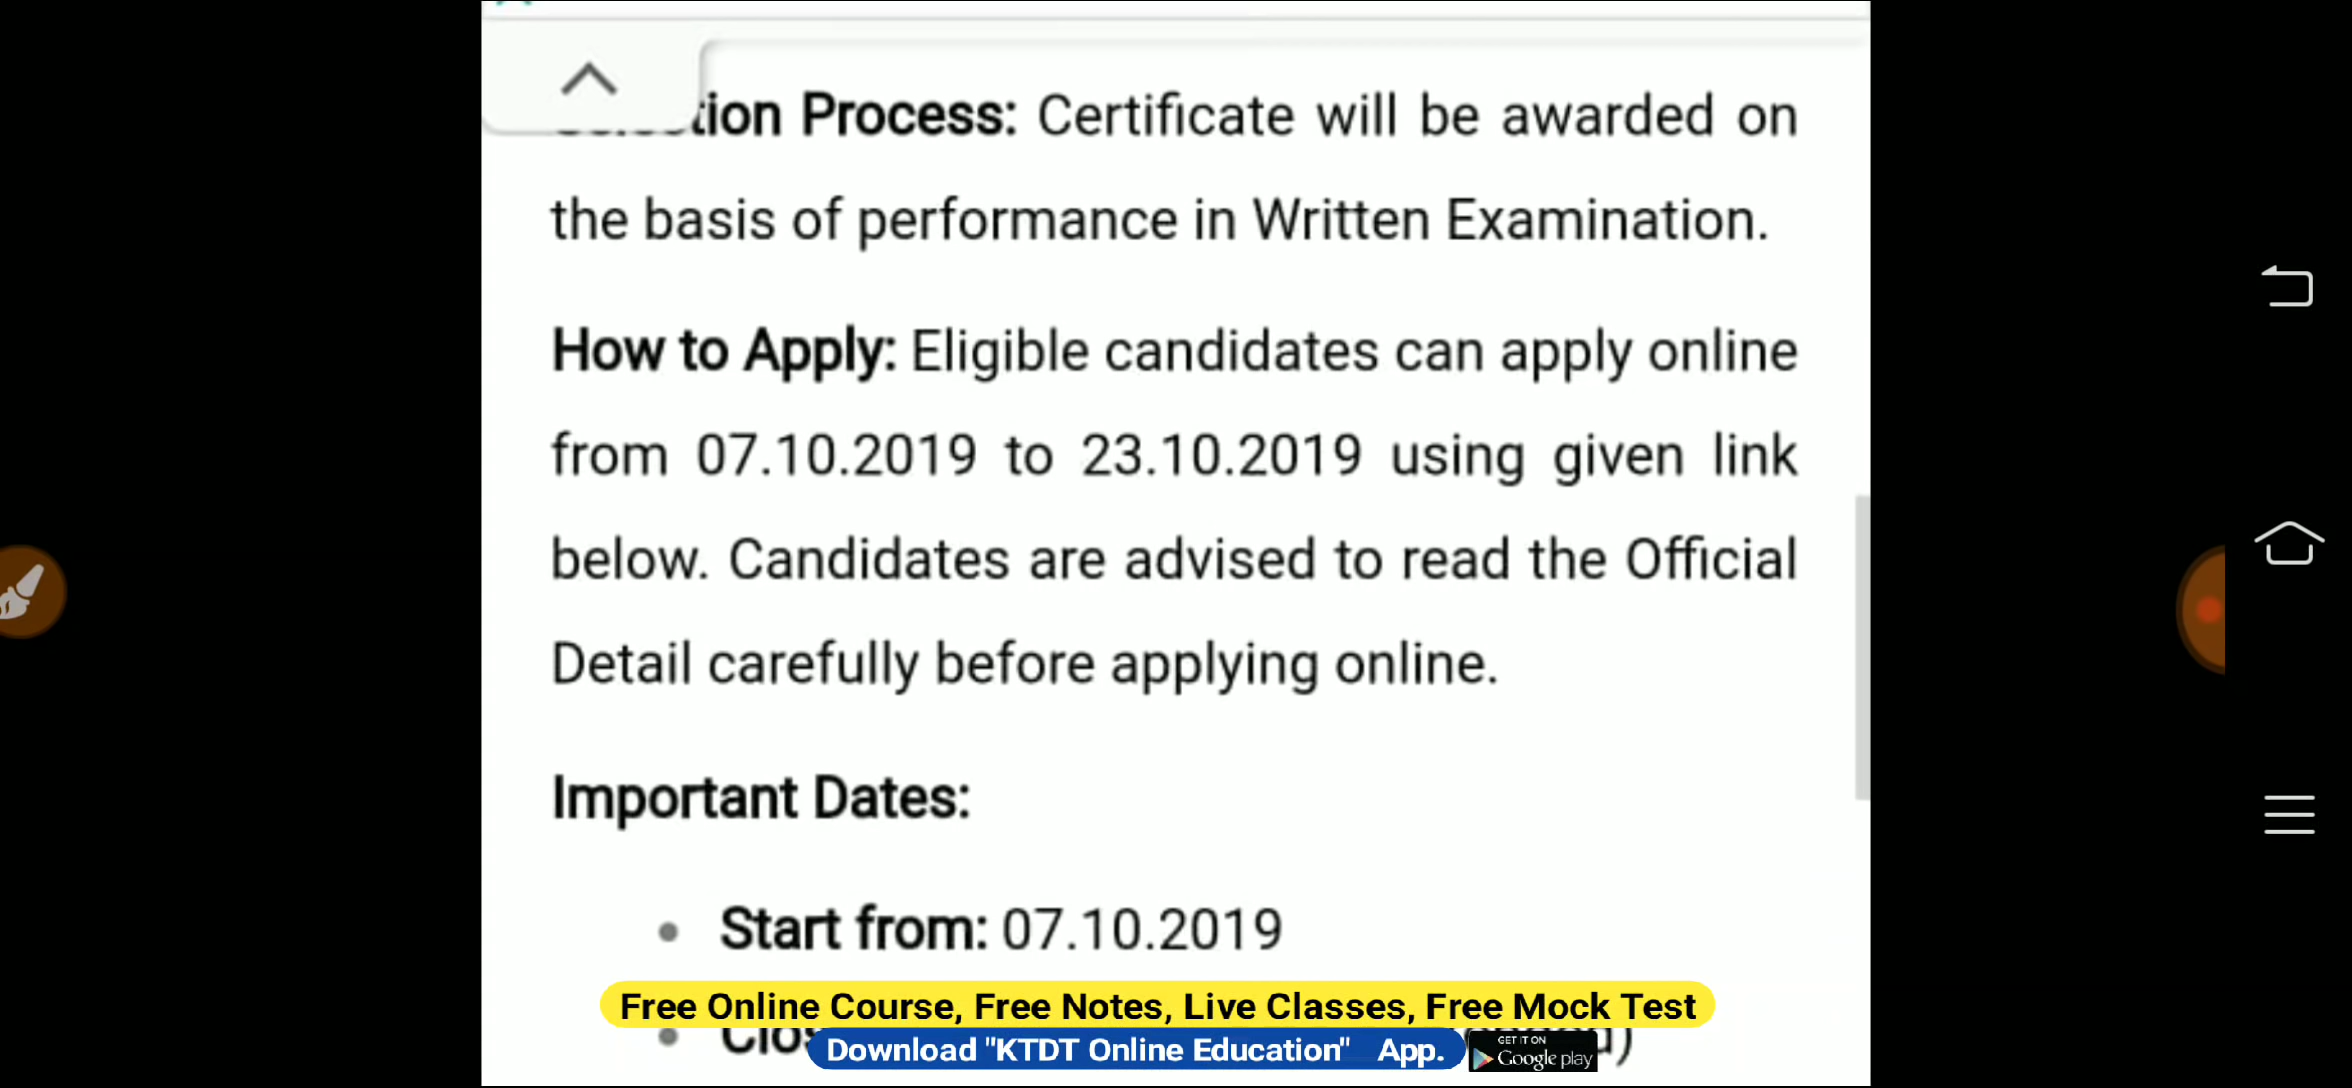 tion Process: Certificate will be awarded on
the basis of performance in Written Examination.
How to Apply: Eligible candidates can apply online
from 07.10.2019 to 23.10.2019 using given link
below. Candidates are advised to read the Official
Detail carefully before applying online.
Important Dates:
• Start from: 07.10.2019
Free Online Course, Free Notes, Live Classes, Free Mock Test
Download "KTDT Online Education" App.
GET IT ON
Google play